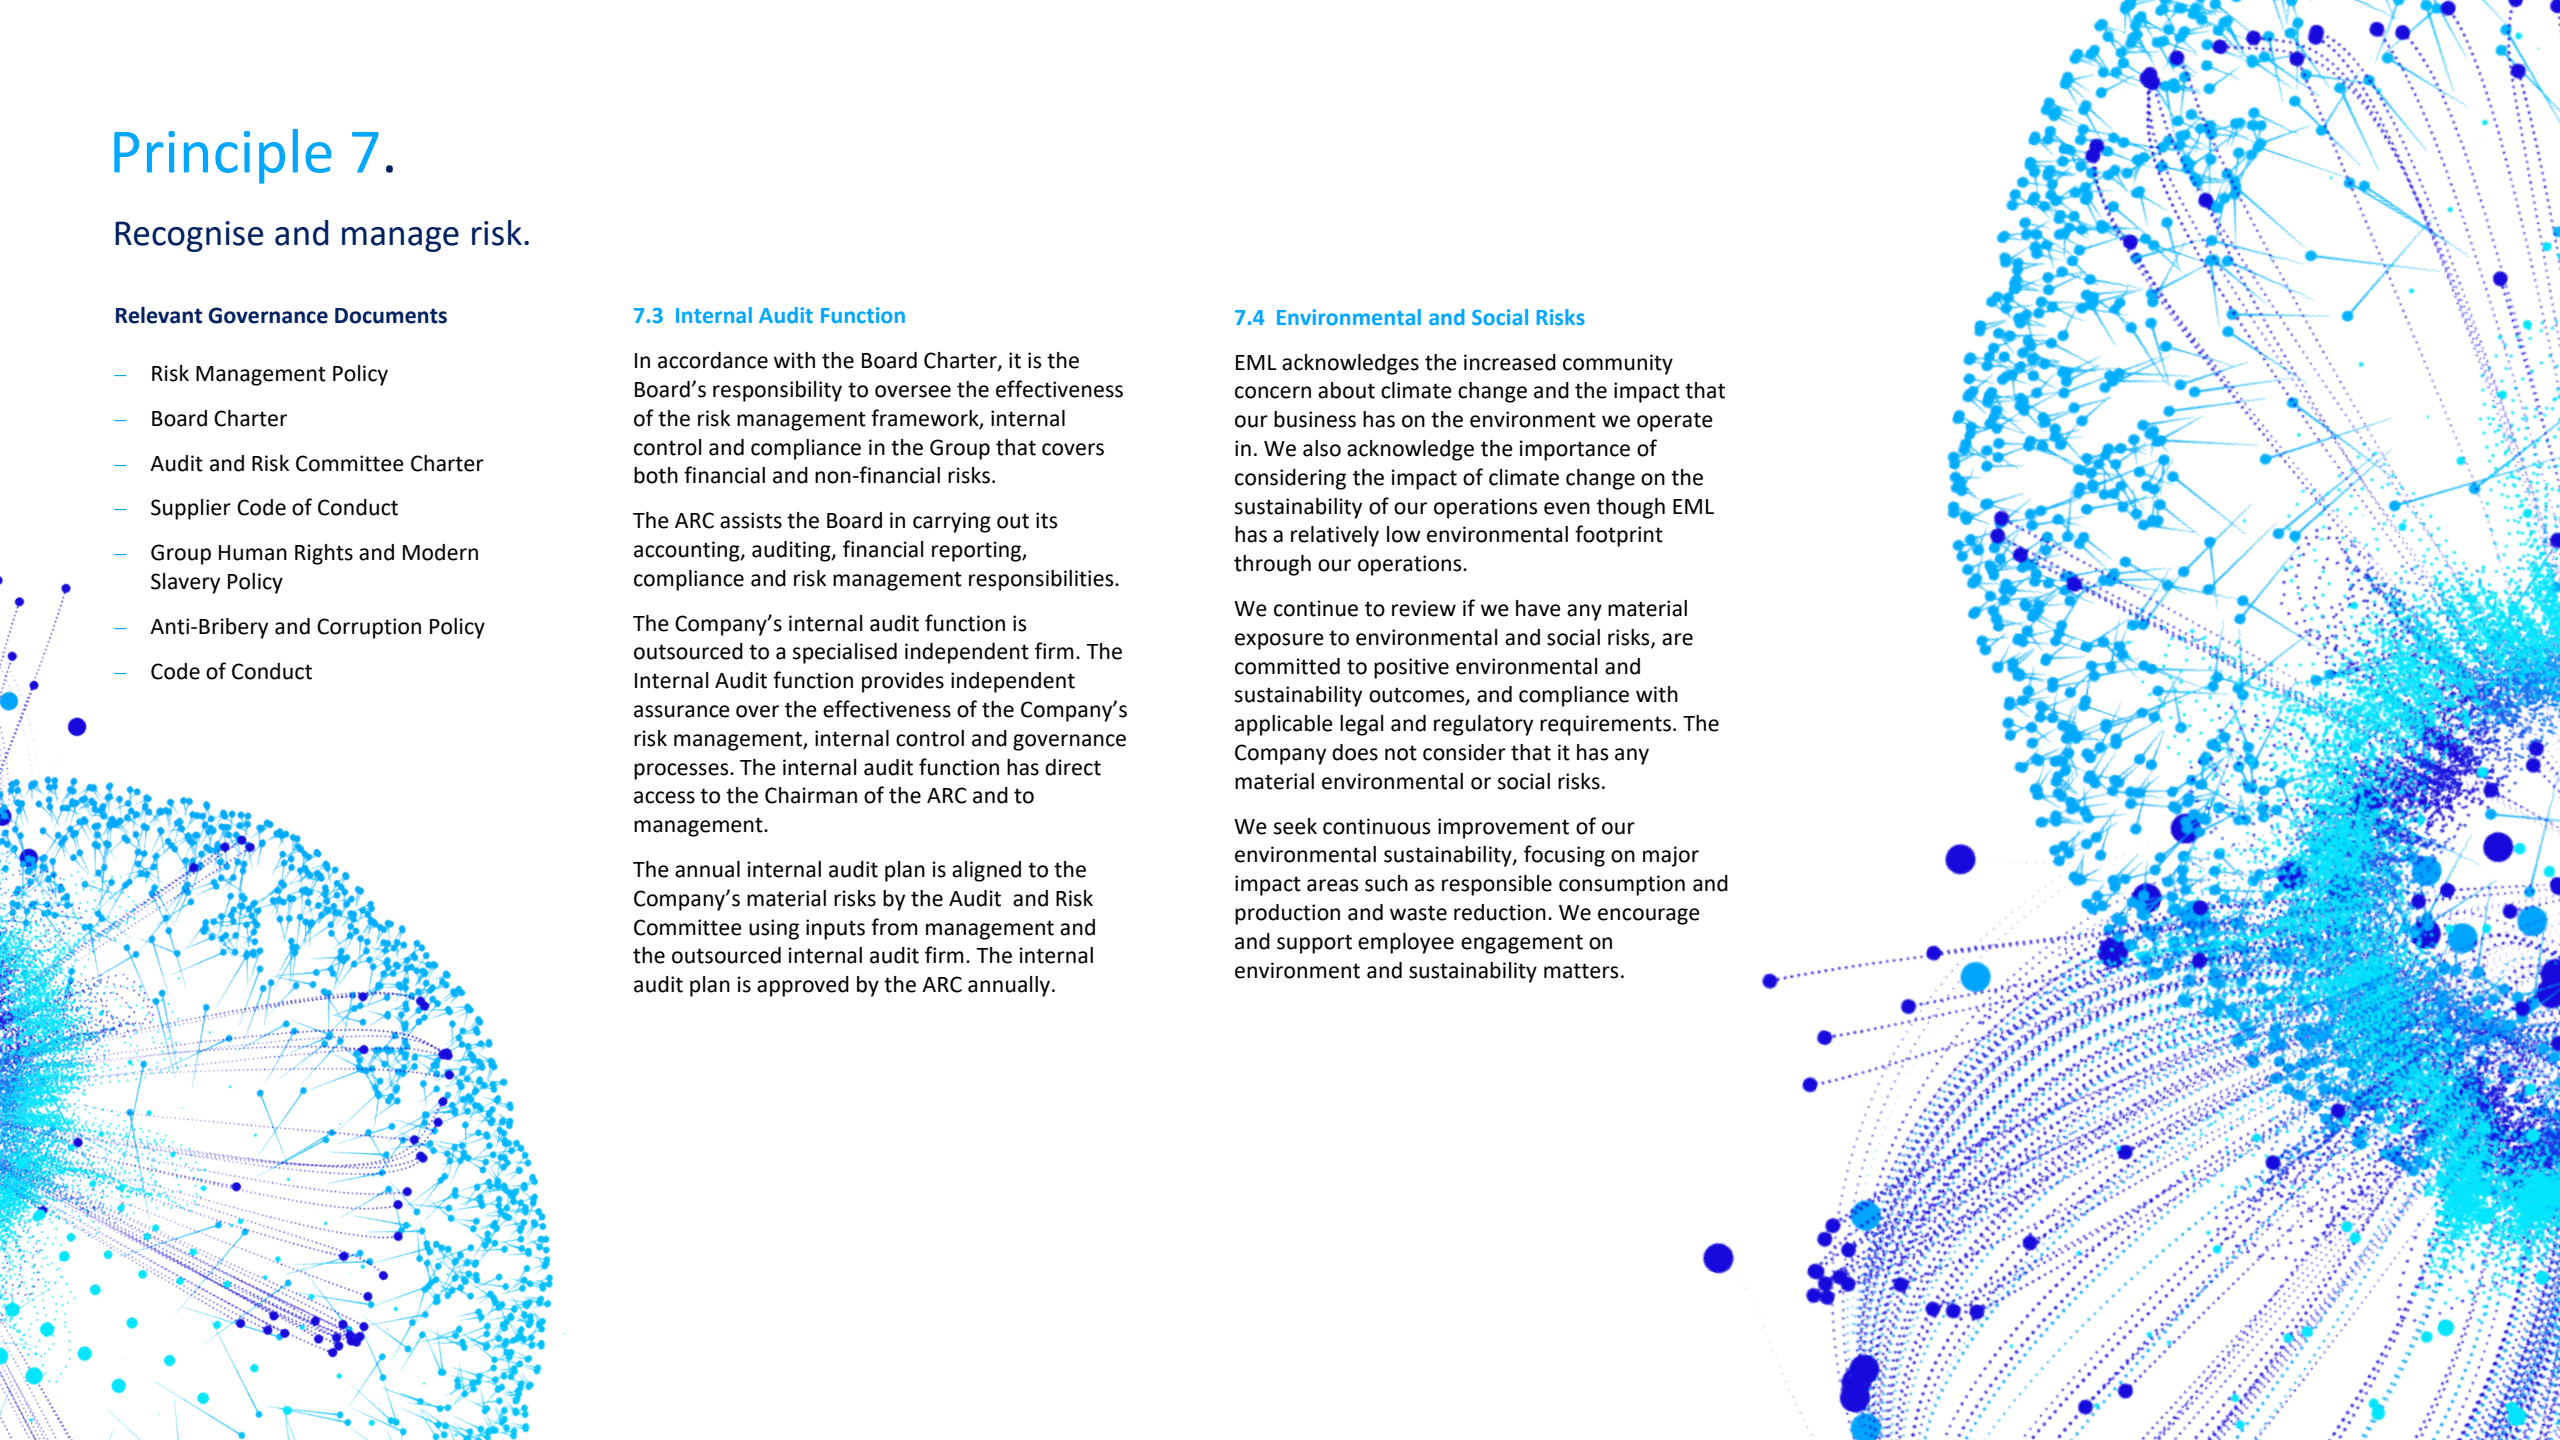 Principle 7.
Recognise and manage risk.
Relevant Governance Documents
– Risk Management Policy
– Board Charter
– Audit and Risk Committee Charter
– Supplier Code of Conduct
– Group Human Rights and Modern
Slavery Policy
– Anti-Bribery and Corruption Policy
– Code of Conduct
7.3 Internal Audit Function
In accordance with the Board Charter, it is the
Board’s responsibility to oversee the effectiveness
of the risk management framework, internal
control and compliance in the Group that covers
both financial and non-financial risks.
The ARC assists the Board in carrying out its
accounting, auditing, financial reporting,
compliance and risk management responsibilities.
The Company’s internal audit function is
outsourced to a specialised independent firm. The
Internal Audit function provides independent
assurance over the effectiveness of the Company’s
risk management, internal control and governance
processes. The internal audit function has direct
access to the Chairman of the ARC and to
management.
The annual internal audit plan is aligned to the
Company’s material risks by the Audit and Risk
Committee using inputs from management and
the outsourced internal audit firm. The internal
audit plan is approved by the ARC annually.
7.4 Environmental and Social Risks
EML acknowledges the increased community
concern about climate change and the impact that
our business has on the environment we operate
in. We also acknowledge the importance of
considering the impact of climate change on the
sustainability of our operations even though EML
has a relatively low environmental footprint
through our operations.
We continue to review if we have any material
exposure to environmental and social risks, are
committed to positive environmental and
sustainability outcomes, and compliance with
applicable legal and regulatory requirements. The
Company does not consider that it has any
material environmental or social risks.
We seek continuous improvement of our
environmental sustainability, focusing on major
impact areas such as responsible consumption and
production and waste reduction. We encourage
and support employee engagement on
environment and sustainability matters.